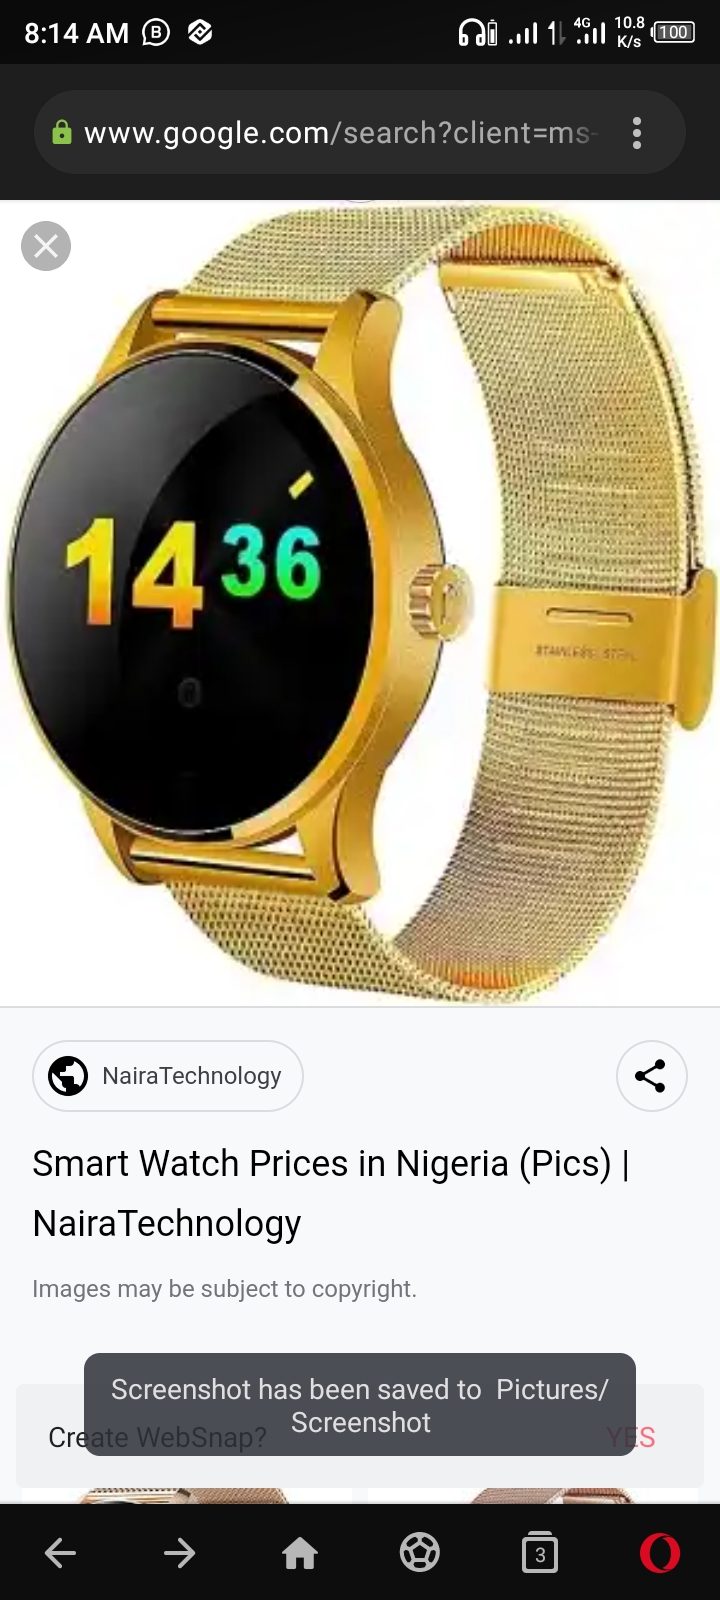 8:14 AM
4G
10.8
K/s
100
www.google.com/search?client=ms-
14 36
STAINLESS STEEL
NairaTechnology
Smart Watch Prices in Nigeria (Pics) |
NairaTechnology
Images may be subject to copyright.
Screenshot has been saved to Pictures/
Screenshot
Create WebSnap?
YES
3